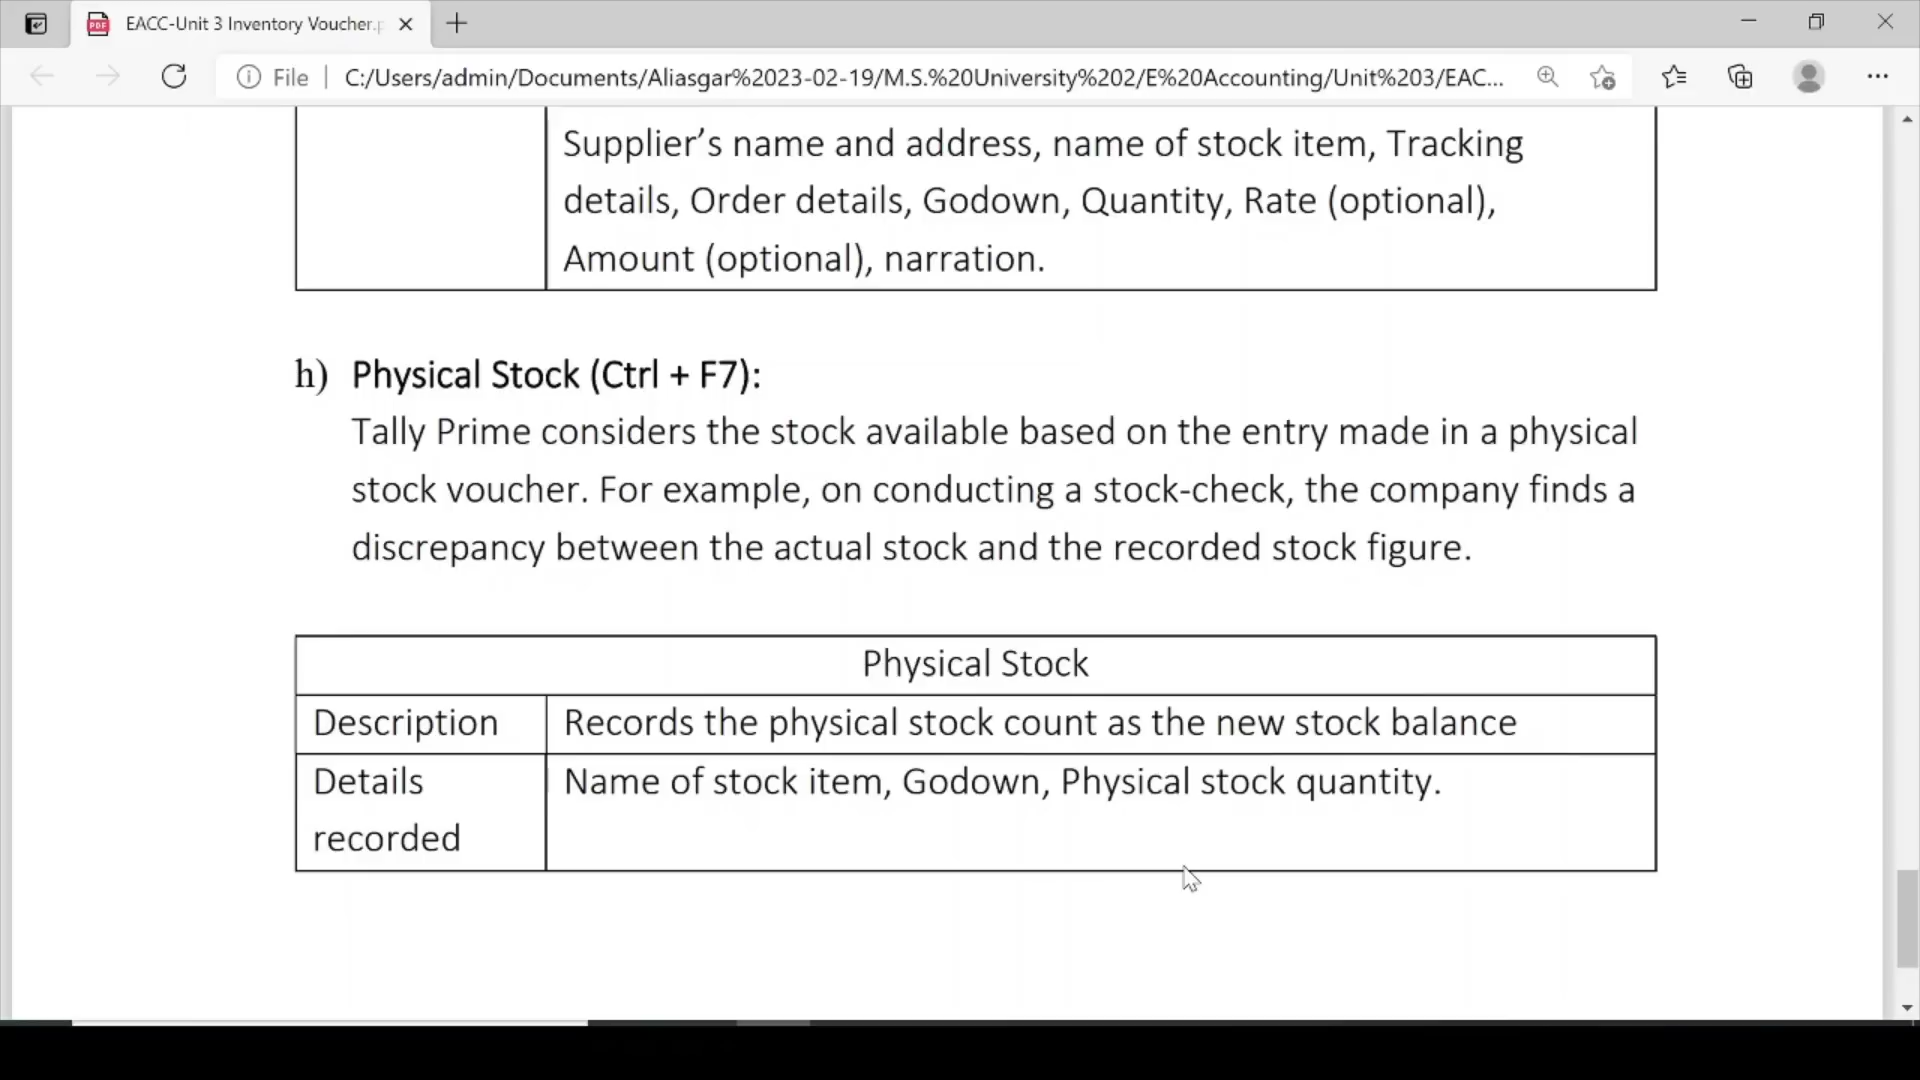 EACC-Unit 3 Inventory Voucher.p
File
C:/Users/admin/Documents/Aliasgar%2023-02-19/M.S.%20University%202/E%20Accounting/Unit%203/EAC...
Supplier’s name and address, name of stock item, Tracking
details, Order details, Godown, Quantity, Rate (optional),
Amount (optional), narration.
h) Physical Stock (Ctrl + F7):
Tally Prime considers the stock available based on the entry made in a physical
stock voucher. For example, on conducting a stock-check, the company finds a
discrepancy between the actual stock and the recorded stock figure.
Physical Stock
Description Records the physical stock count as the new stock balance
Details Name of stock item, Godown, Physical stock quantity.
recorded